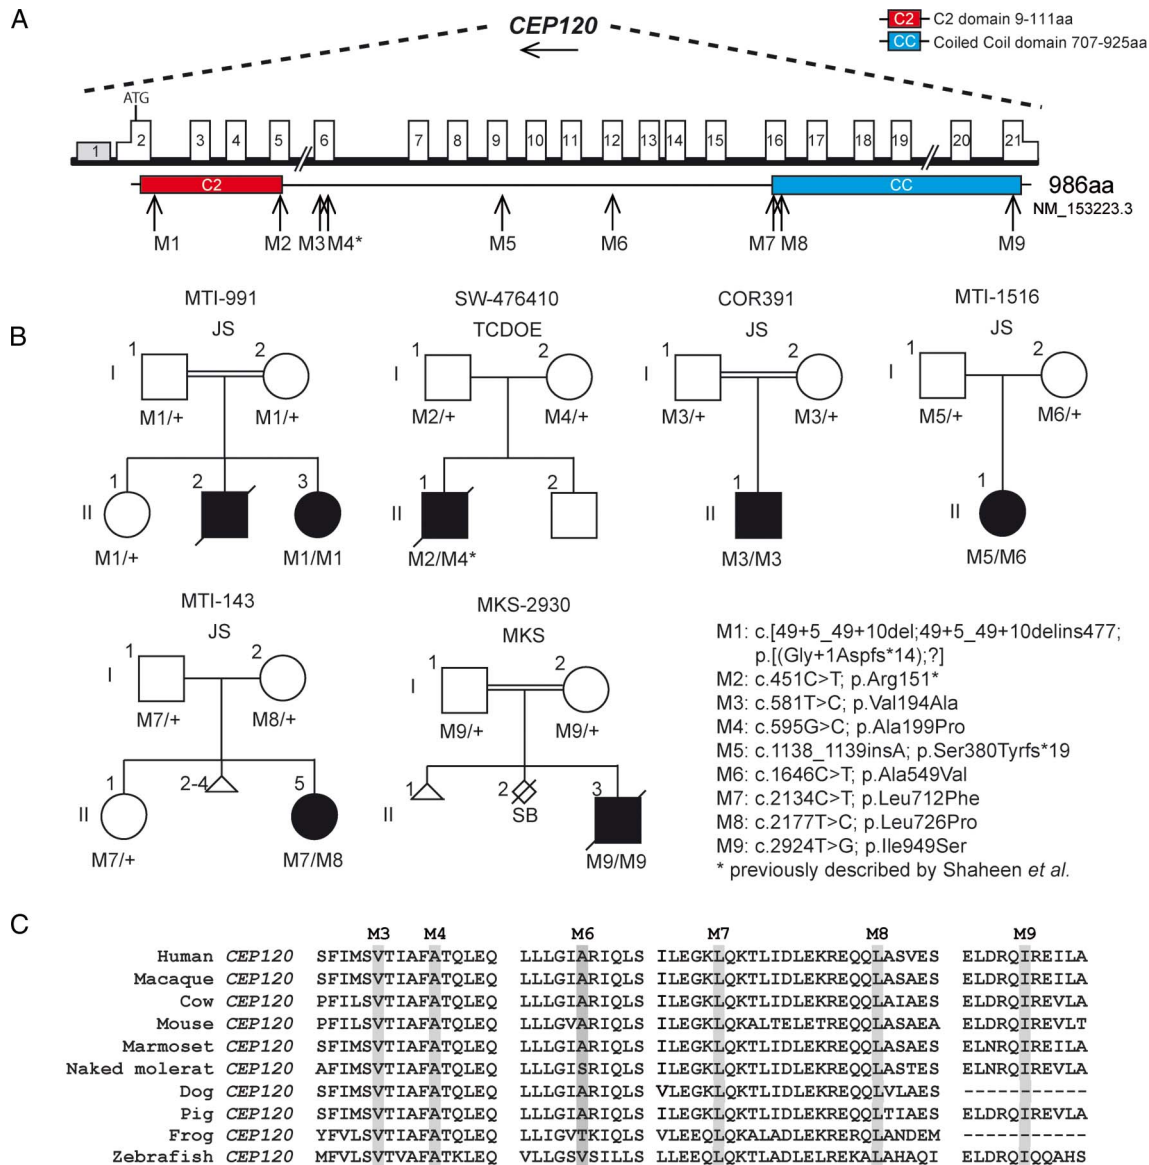 A
CEP120
C2 C2 domain 9-111aa
CC Coiled Coil domain 707-925aa
ATG
1 2 3 4 5 6 7 8 9 10 11 12 13 14 15 16 17 18 19 20 21
C2 CC 986aa
NM_153223.3
M1 M2 M3 M4* M5 M6 M7 M8 M9
B
MTI-991 SW-476410 COR391 MTI-1516
JS TCDOE JS JS
1 2 1 2 1 2 1 2
I I I I
M1/+ M1/+ M2/+ M4/+ M3/+ M3/+ M5/+ M6/+
1 2 3 1 2 1 1
II II II II
M1/+ M1/M1 M2/M4* M3/M3 M5/M6
MTI-143 MKS-2930
JS MKS
1 2 1 2
I I
M7/+ M8/+ M9/+ M9/+
1 2-4 5 1 2 3
II II
SB
M7/+ M7/M8 M9/M9
M1: c.[49+5_49+10del;49+5_49+10delins477;
p.[(Gly+1Aspfs*14);?]
M2: c.451C>T; p.Arg151*
M3: c.581T>C; p.Val194Ala
M4: c.595G>C; p.Ala199Pro
M5: c.1138_1139insA; p.Ser380Tyrfs*19
M6: c.1646C>T; p.Ala549Val
M7: c.2134C>T; p.Leu712Phe
M8: c.2177T>C; p.Leu726Pro
M9: c.2924T>G; p.Ile949Ser
* previously described by Shaheen et al.
C
M3 M4 M6 M7 M8 M9
Human CEP120 SFIMSVTIAFATQLEQ LLLGIARIQLS ILEGKLQKTLIDLEKREQQLASVES ELDRQIREILA
Macaque CEP120 SFIMSVTIAFATQLEQ LLLGIARIQLS ILEGKLQKTLIDLEKREQQLASAES ELDRQIREILA
Cow CEP120 PFILSVTIAFATQLEQ LLLGIARIQLS ILEGKLQKTLIDLEKREQQLAIAES ELDRQIREVLA
Mouse CEP120 PFILSVTIAFATQLEQ LLLGVARIQLS ILEGKLQKALTELETREQQLASAEA ELDRQIREVLT
Marmoset CEP120 SFIMSVTIAFATQLEQ LLLGIARIQLS ILEGKLQKTLIDLEKREQQLASAES ELNRQIREILA
Naked molerat CEP120 AFIMSVTIAFATQLEQ LLLGISRIQLS ILEGKLQKTLIDLEKREQQLASTES ELNRQIREVLA
Dog CEP120 SFIMSVTIAFATQLEQ LLLGIARIQLS VLEGKLQKTLIDLEKREQQLVLAES -----------
Pig CEP120 SFIMSVTIAFATQLEQ LLLGIARIQLS ILEGKLQKTLIDLEKREQQLTIAES ELDRQIREVLA
Frog CEP120 YFVLSVTIAFATKLEQ LLIGVTKIQLS VLEEQLQKALADLEKRERQLANDEM -----------
Zebrafish CEP120 MFVLSVTVAFATKLEQ VLLGSVSILLS LLEEQLQKTLADLELREKALAHAQI ELDRQIQQAHS